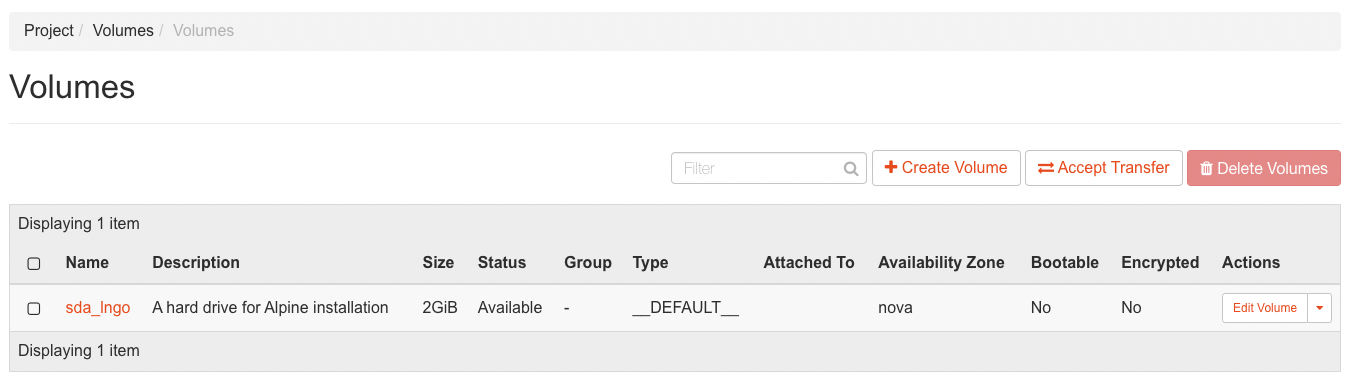 Project / Volumes / Volumes
Volumes
Filter Create Volume Accept Transfer Delete Volumes
Displaying 1 item
Name Description Size Status Group Type Attached To Availability Zone Bootable Encrypted Actions
sda_lngo A hard drive for Alpine installation 2GiB Available - __DEFAULT__ nova No No Edit Volume
Displaying 1 item